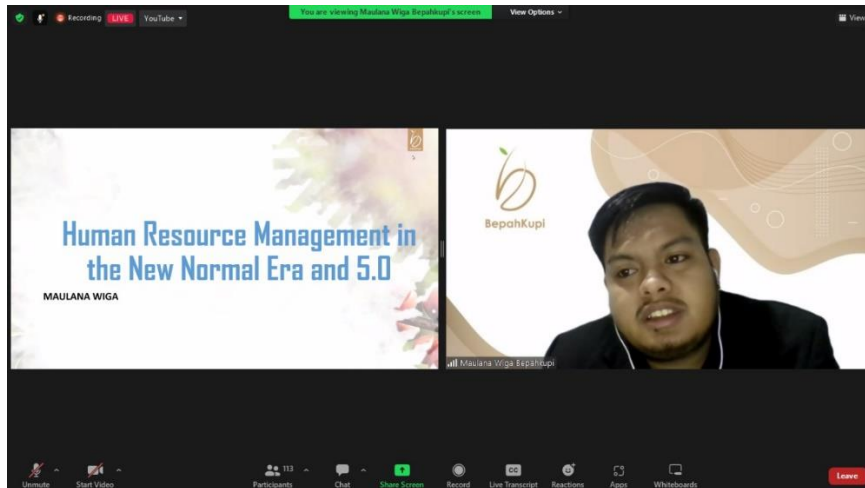 Recording LIVE YouTube
You are viewing Maulana Wiga Bepahkupi's screen
View Options
View
Human Resource Management in
the New Normal Era and 5.0
MAULANA WIGA
BepahKupi
Maulana Wiga Bepahkupi
Unmute
Start Video
113
Participants
Chat
Share Screen
Record
CC
Live Transcript
Reactions
Apps
Whiteboards
Leave